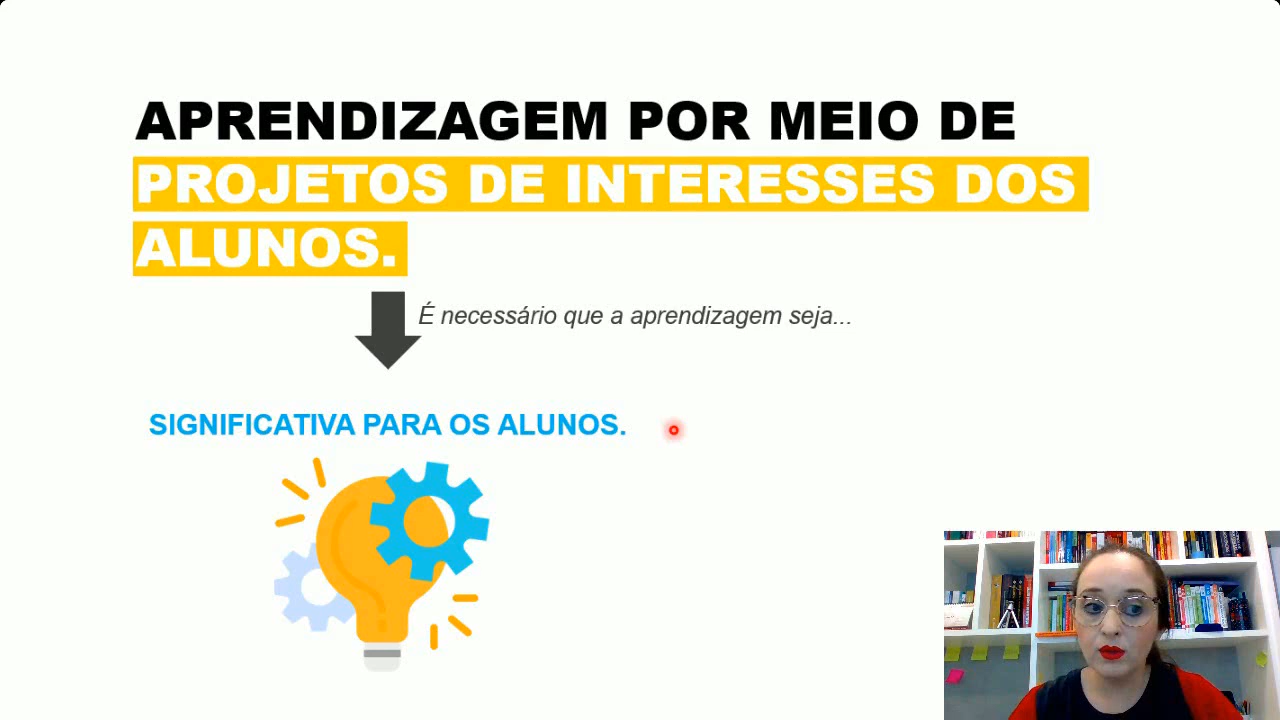 APRENDIZAGEM POR MEIO DE
PROJETOS DE INTERESSES DOS
ALUNOS.
É necessário que a aprendizagem seja...
SIGNIFICATIVA PARA OS ALUNOS.